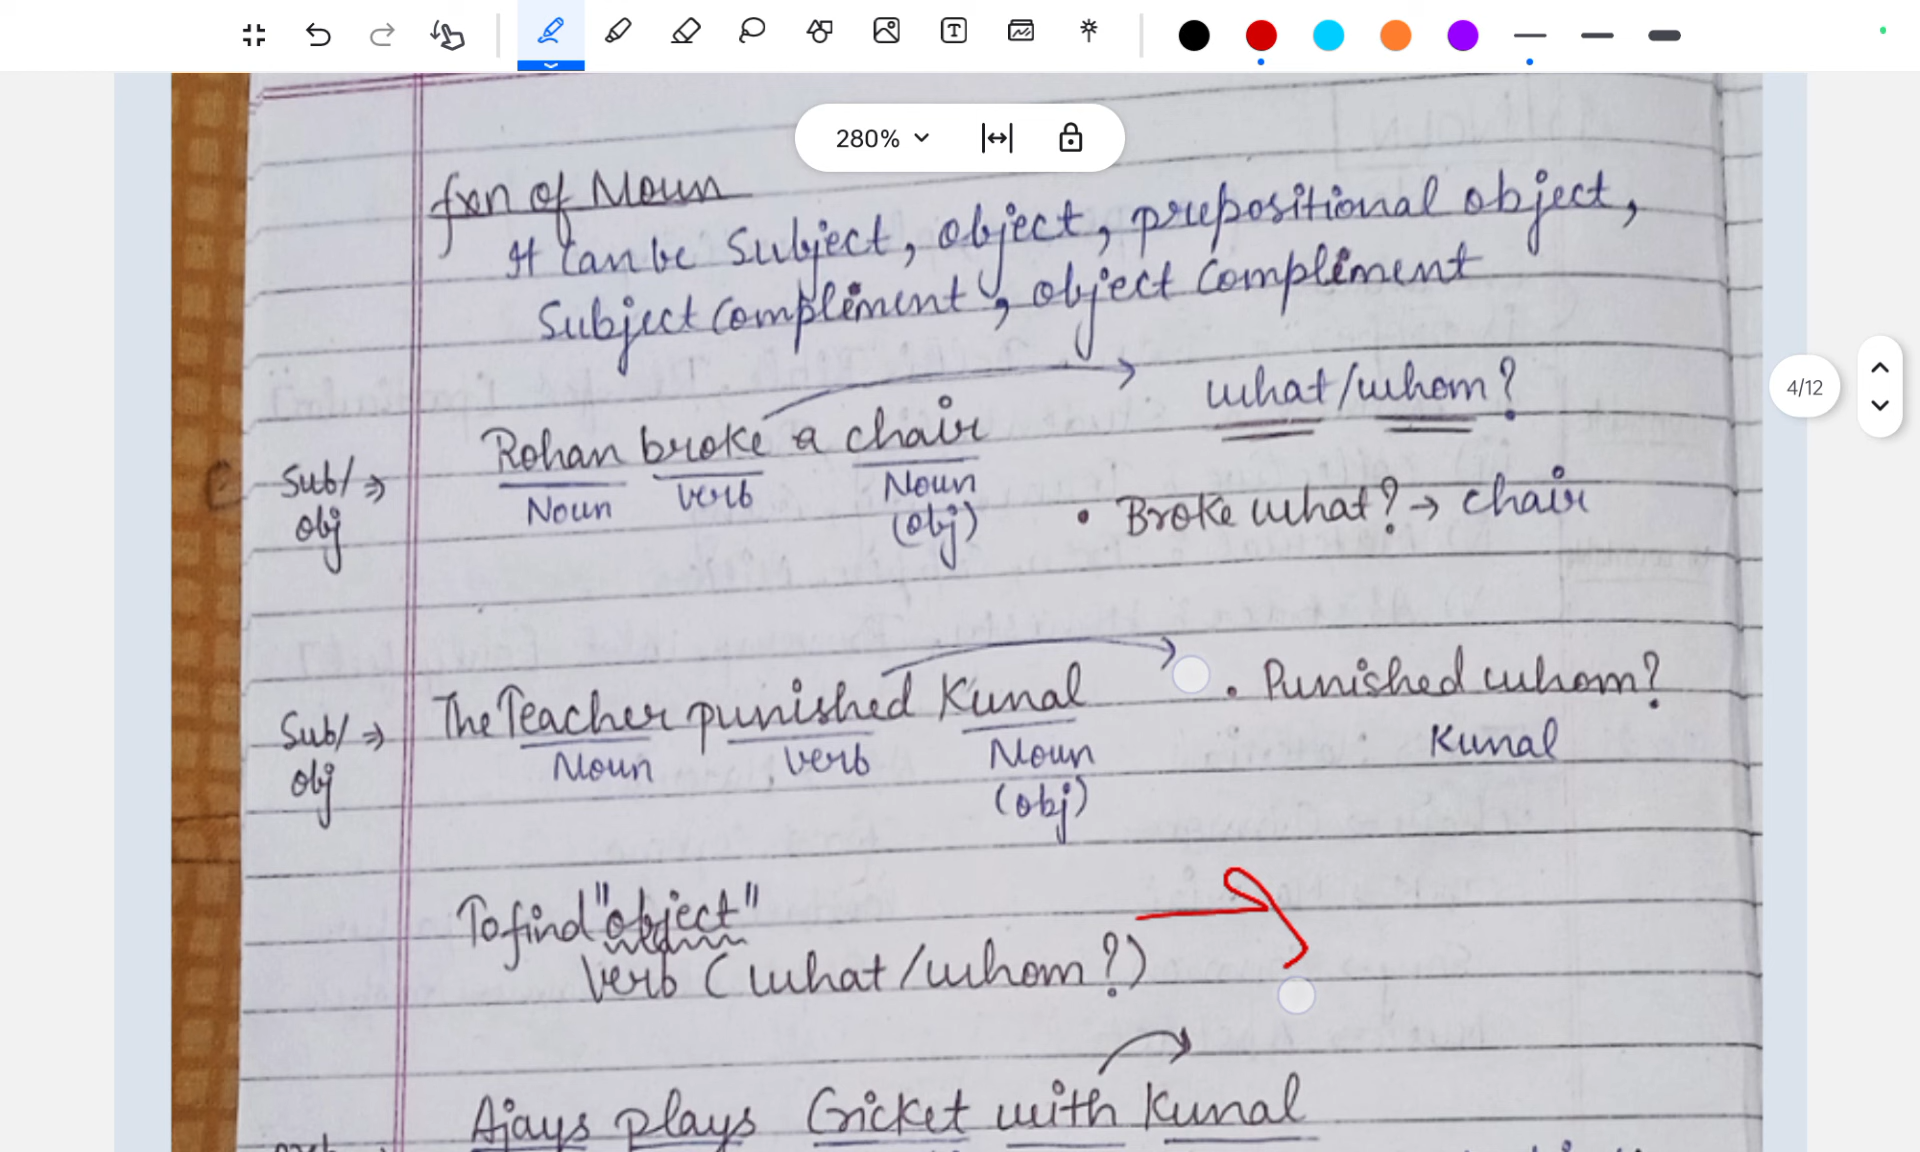 280%
4/12
fxn of Noun
It can be Subject, object, prepositional object,
Subject Complement, object Complement
what/whom?
Sub/ ⇒ Rohan broke a chair
obj
Noun verb Noun
(obj)
• Broke what? → chair
Sub/ ⇒ The Teacher punished Kunal
obj
Noun verb Noun
(obj)
. Punished whom?
Kunal
To find "object"
Verb (what/whom?)
Ajays plays Cricket with Kunal